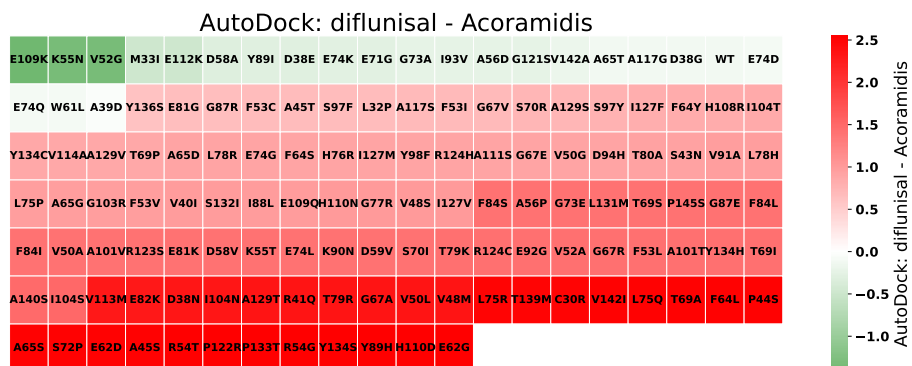 AutoDock: diflunisal - Acoramidis
E109K K55N V52G M33I E112K D58A Y89I D38E E74K E71G G73A I93V A56D G121S V142A A65T A117G D38G WT E74D
E74Q W61L A39D Y136S E81G G87R F53C A45T S97F L32P A117S F53I G67V S70R A129S S97Y I127F F64Y H108R I104T
Y134C V114A A129V T69P A65D L78R E74G F64S H76R I127M Y98F R124H A111S G67E V50G D94H T80A S43N V91A L78H
L75P A65G G103R F53V V40I S132I I88L E109Q H110N G77R V48S I127V F84S A56P G73E L131M T69S P145S G87E F84L
F84I V50A A101V R123S E81K D58V K55T E74L K90N D59V S70I T79K R124C E92G V52A G67R F53L A101T Y134H T69I
A140S I104S V113M E82K D38N I104N A129T R41Q T79R G67A V50L V48M L75R T139M C30R V142I L75Q T69A F64L P44S
A65S S72P E62D A45S R54T P122R P133T R54G Y134S Y89H H110D E62G
2.5
2.0
1.5
1.0
0.5
0.0
−0.5
−1.0
AutoDock: diflunisal - Acoramidis